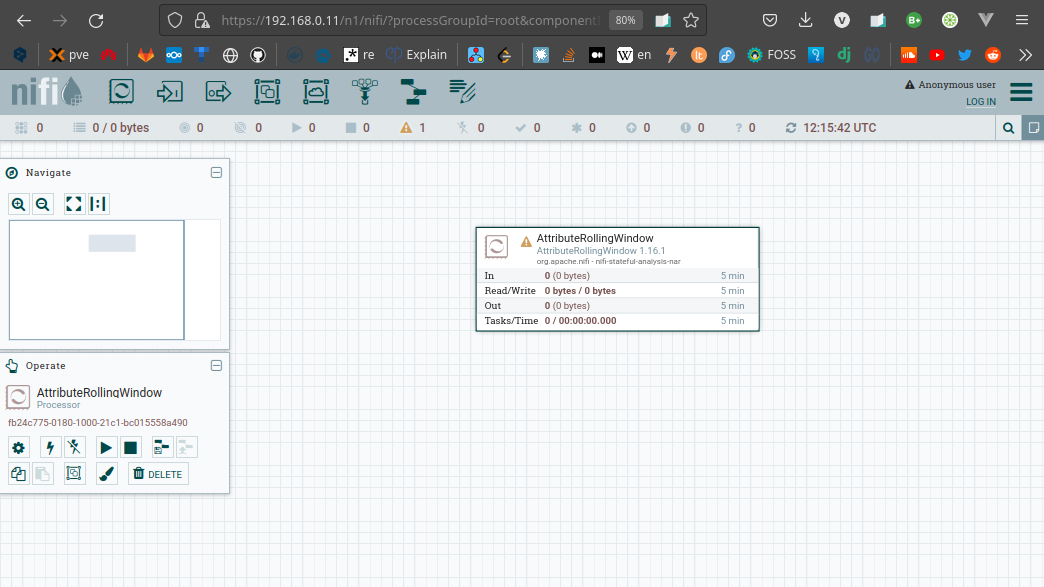 https://192.168.0.11/n1/nifi/?processGroupId=root&component
80%
pve
re
Explain
en
FOSS
nifi
Anonymous user
LOG IN
0 0 / 0 bytes 0 0 0 0 1 0 0 0 0 0 0 12:15:42 UTC
Navigate
Operate
AttributeRollingWindow
Processor
fb24c775-0180-1000-21c1-bc015558a490
DELETE
AttributeRollingWindow
AttributeRollingWindow 1.16.1
org.apache.nifi - nifi-stateful-analysis-nar
In 0 (0 bytes) 5 min
Read/Write 0 bytes / 0 bytes 5 min
Out 0 (0 bytes) 5 min
Tasks/Time 0 / 00:00:00.000 5 min